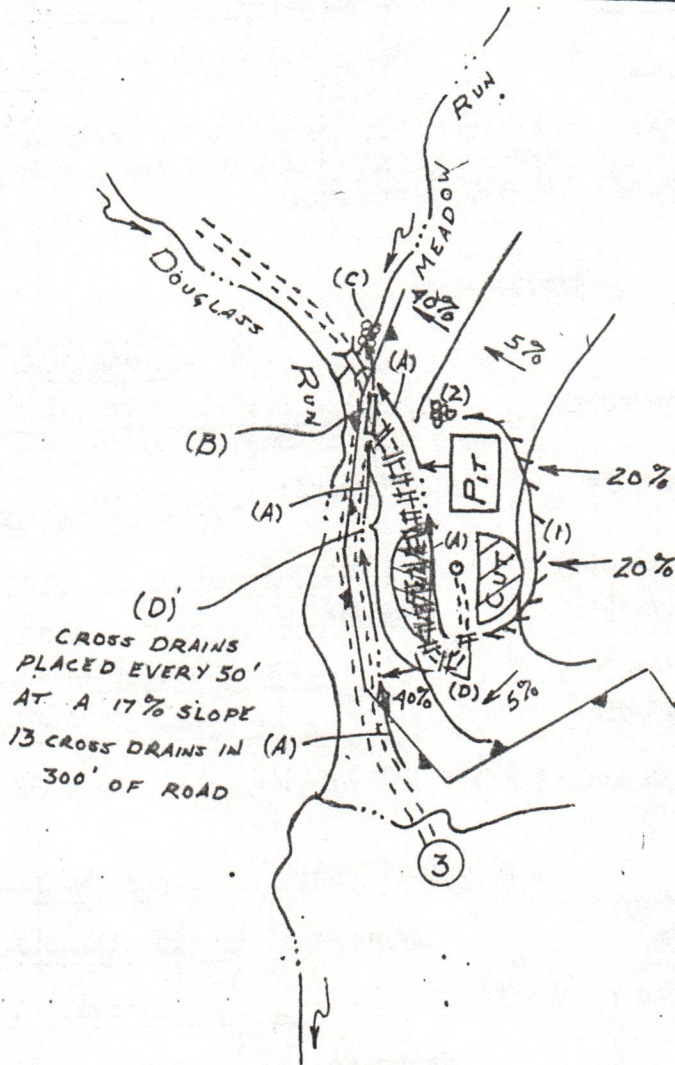 RUN
MEADOW
DOUGLASS
RUN
(C)
40%
5%
(A)
(2)
(B)
PIT
20%
(A)
(1)
(A)
CUT
20%
(D)'
CROSS DRAINS
PLACED EVERY 50'
AT A 17% SLOPE
13 CROSS DRAINS IN
300' OF ROAD
(A)
40%
(D)
5%
3